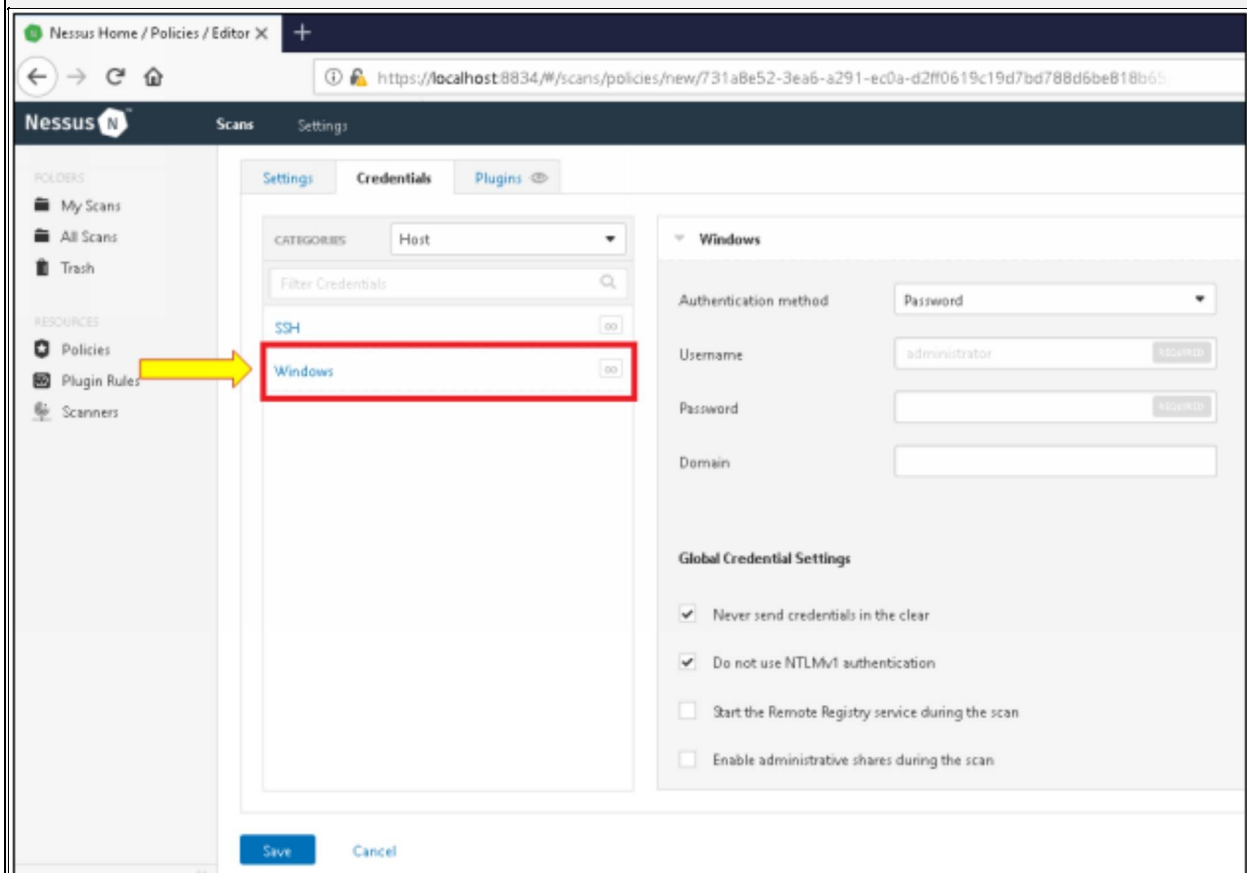 Nessus Home / Policies / Editor
https://localhost:8834/#/scans/policies/new/731a8e52-3ea6-a291-ec0a-d2ff0619c19d7bd788d6be818b65
Nessus N
Scans Settings
FOLDERS
My Scans
All Scans
Trash
RESOURCES
Policies
Plugin Rules
Scanners
Settings Credentials Plugins
CATEGORIES Host
Filter Credentials
SSH ∞
Windows ∞
Windows
Authentication method Password
Username administrator REQUIRED
Password REQUIRED
Domain
Global Credential Settings
Never send credentials in the clear
Do not use NTLMv1 authentication
Start the Remote Registry service during the scan
Enable administrative shares during the scan
Save Cancel